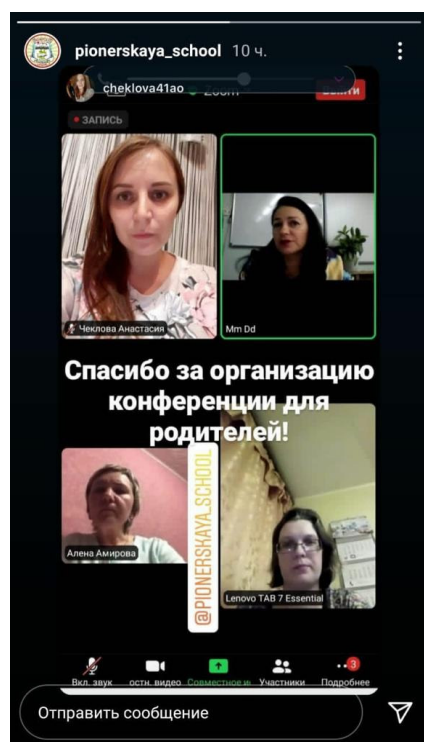 pionerskaya_school 10 ч.
cheklova41ao
ЗАПИСЬ
Чеклова Анастасия
Mm Dd
Спасибо за организацию
конференции для
родителей!
@PIONERSKAYA_SCHOOL
Алена Амирова
Lenovo TAB 7 Essential
3
Вкл. звук
остн. видео
Совместное и
Участники
Подробнее
Отправить сообщение